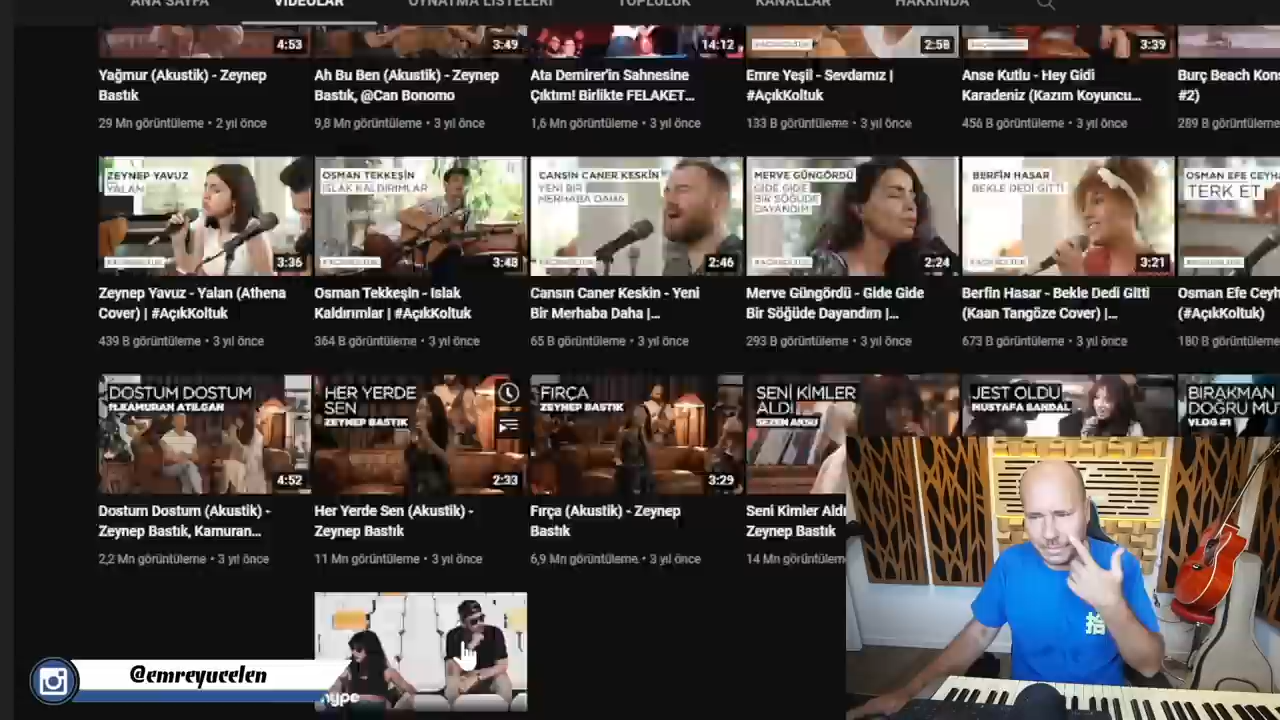 ANA SAYFA VİDEOLAR OYNATMA LİSTELERİ TOPLULUK KANALLAR HAKKINDA
4:53 3:49 14:12 2:58 3:39
Yağmur (Akustik) - Zeynep
Bastık
29 Mn görüntüleme • 2 yıl önce
Ah Bu Ben (Akustik) - Zeynep
Bastık, @Can Bonomo
9,8 Mn görüntüleme • 3 yıl önce
Ata Demirer'in Sahnesine
Çıktım! Birlikte FELAKET...
1,6 Mn görüntüleme • 3 yıl önce
Emre Yeşil - Sevdamız |
#AçıkKoltuk
133 B görüntüleme • 3 yıl önce
Anse Kutlu - Hey Gidi
Karadeniz (Kazım Koyuncu...
456 B görüntüleme • 3 yıl önce
Burç Beach Kon
#2)
289 B görüntüleme
ZEYNEP YAVUZ
YALAN
3:36
OSMAN TEKKEŞİN
ISLAK KALDIRIMLAR
3:48
CANSIN CANER KESKİN
YENİ BİR
MERHABA DAHA
2:46
MERVE GÜNGÖRDÜ
GİDE GİDE
BİR SÖĞÜDE
DAYANDIM
2:24
BERFİN HASAR
BEKLE DEDİ GİTTİ
3:21
OSMAN EFE CEYH
TERK ET
Zeynep Yavuz - Yalan (Athena
Cover) | #AçıkKoltuk
439 B görüntüleme • 3 yıl önce
Osman Tekkeşin - Islak
Kaldırımlar | #AçıkKoltuk
364 B görüntüleme • 3 yıl önce
Cansın Caner Keskin - Yeni
Bir Merhaba Daha |...
65 B görüntüleme • 3 yıl önce
Merve Güngördü - Gide Gide
Bir Söğüde Dayandım |...
293 B görüntüleme • 3 yıl önce
Berfin Hasar - Bekle Dedi Gitti
(Kaan Tangöze Cover) |...
673 B görüntüleme • 3 yıl önce
Osman Efe Ceyh
(#AçıkKoltuk)
180 B görüntüleme
DOSTUM DOSTUM
ft.KAMURAN ATILGAN
4:52
HER YERDE
SEN
ZEYNEP BASTIK
2:33
FIRÇA
ZEYNEP BASTIK
3:29
SENİ KİMLER
ALDI
SEZEN AKSU
JEST OLDU
MUSTAFA SANDAL
BIRAKMAN
DOĞRU MU
VLOG #1
Dostum Dostum (Akustik) -
Zeynep Bastık, Kamuran...
2,2 Mn görüntüleme • 3 yıl önce
Her Yerde Sen (Akustik) -
Zeynep Bastık
11 Mn görüntüleme • 3 yıl önce
Fırça (Akustik) - Zeynep
Bastık
6,9 Mn görüntüleme • 3 yıl önce
Seni Kimler Aldı
Zeynep Bastık
14 Mn görüntüleme • 3 yıl önce
hype
@emreyucelen